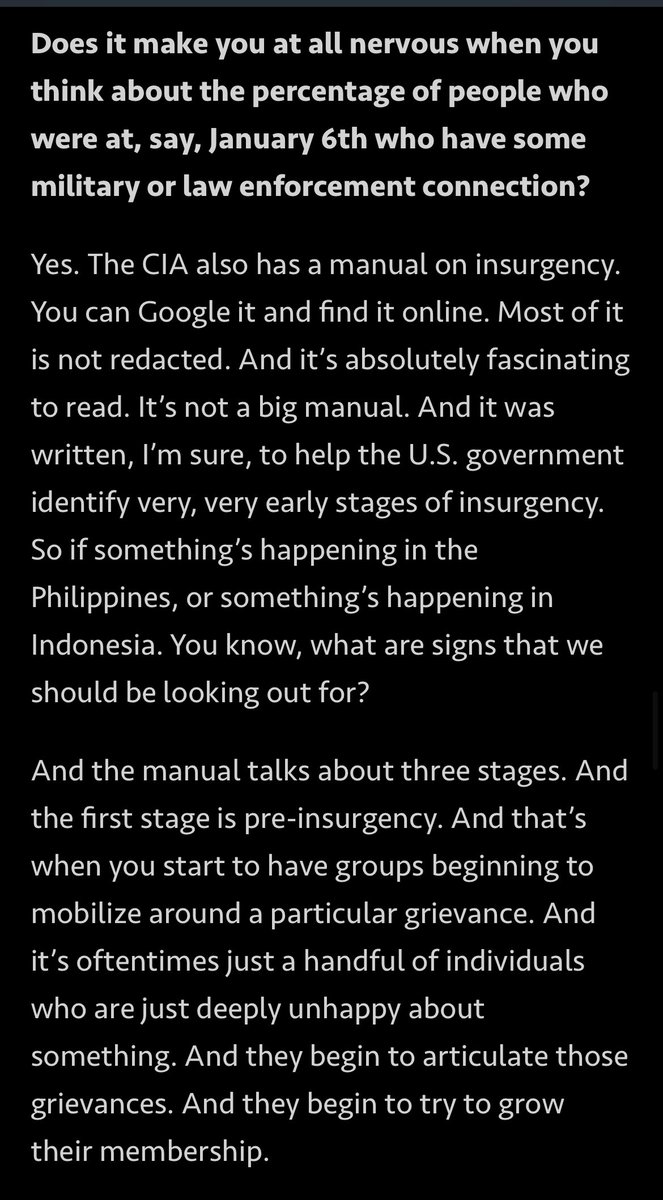 Does it make you at all nervous when you
think about the percentage of people who
were at, say, January 6th who have some
military or law enforcement connection?
Yes. The CIA also has a manual on insurgency.
You can Google it and find it online. Most of it
is not redacted. And it’s absolutely fascinating
to read. It’s not a big manual. And it was
written, I’m sure, to help the U.S. government
identify very, very early stages of insurgency.
So if something’s happening in the
Philippines, or something’s happening in
Indonesia. You know, what are signs that we
should be looking out for?
And the manual talks about three stages. And
the first stage is pre-insurgency. And that’s
when you start to have groups beginning to
mobilize around a particular grievance. And
it’s oftentimes just a handful of individuals
who are just deeply unhappy about
something. And they begin to articulate those
grievances. And they begin to try to grow
their membership.